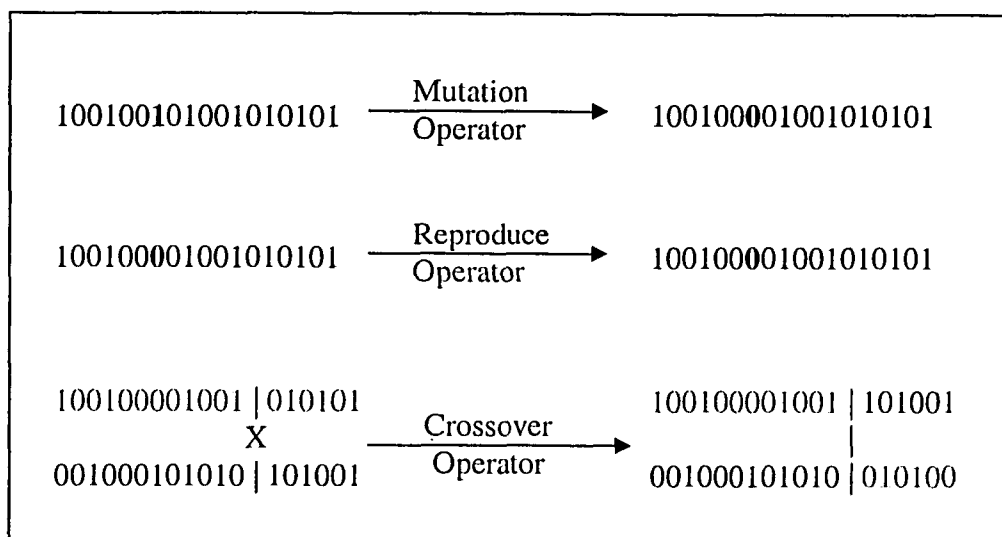 100100101001010101 Mutation Operator 100100001001010101
100100001001010101 Reproduce Operator 100100001001010101
100100001001 | 010101 100100001001 | 101001
X Crossover Operator |
001000101010 | 101001 001000101010 | 010100